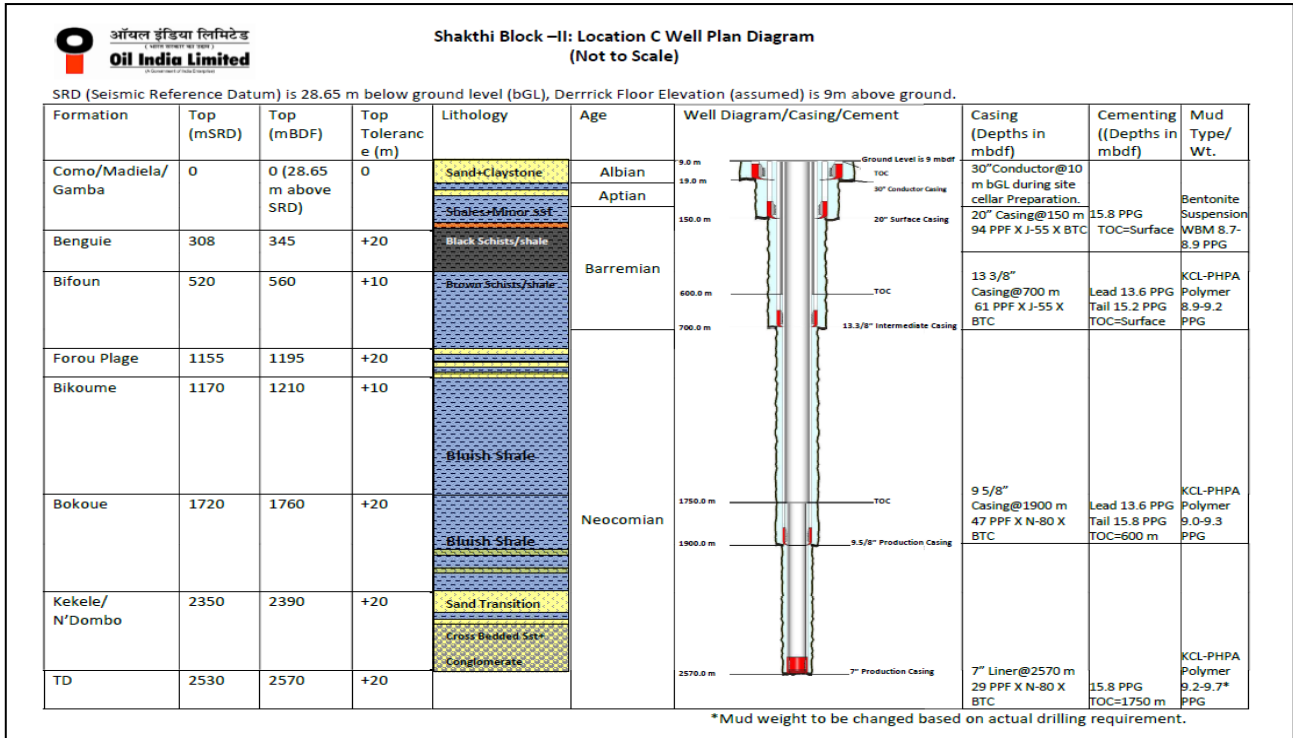 ऑयल इंडिया लिमिटेड
Oil India Limited
Shakthi Block –II: Location C Well Plan Diagram
(Not to Scale)
SRD (Seismic Reference Datum) is 28.65 m below ground level (bGL), Derrrick Floor Elevation (assumed) is 9m above ground.
Formation
Top
(mSRD)
Top
(mBDF)
Top
Toleranc
e (m)
Lithology
Age
Well Diagram/Casing/Cement
Casing
(Depths in
mbdf)
Cementing
((Depths in
mbdf)
Mud
Type/
Wt.
Como/Madiela/
Gamba
0
0 (28.65
m above
SRD)
0
Sand+Claystone
Shales+Minor SST
Albian
Aptian
9.0 m
Ground Level is 9 mbdf
TOC
19.0 m
30" Conductor Casing
150.0 m
20" Surface Casing
30"Conductor@10
m bGL during site
cellar Preparation.
20" Casing@150 m
94 PPF X J-55 X BTC
15.8 PPG
TOC=Surface
Bentonite
Suspension
WBM 8.7-
8.9 PPG
Benguie
308
345
+20
Black Schists/shale
Barremian
Bifoun
520
560
+10
Brown Schists/shale
600.0 m
TOC
700.0 m
13.3/8" Intermediate Casing
13 3/8"
Casing@700 m
61 PPF X J-55 X
BTC
Lead 13.6 PPG
Tail 15.2 PPG
TOC=Surface
KCL-PHPA
Polymer
8.9-9.2
PPG
Forou Plage
1155
1195
+20
Bikoume
1170
1210
+10
Bluish Shale
Neocomian
Bokoue
1720
1760
+20
Bluish Shale
1750.0 m
TOC
1900.0 m
9.5/8" Production Casing
9 5/8"
Casing@1900 m
47 PPF X N-80 X
BTC
Lead 13.6 PPG
Tail 15.8 PPG
TOC=600 m
KCL-PHPA
Polymer
9.0-9.3
PPG
Kekele/
N'Dombo
2350
2390
+20
Sand Transition
Cross Bedded Sst+
Conglomerate
TD
2530
2570
+20
2570.0 m
7" Production Casing
7" Liner@2570 m
29 PPF X N-80 X
BTC
15.8 PPG
TOC=1750 m
KCL-PHPA
Polymer
9.2-9.7*
PPG
*Mud weight to be changed based on actual drilling requirement.